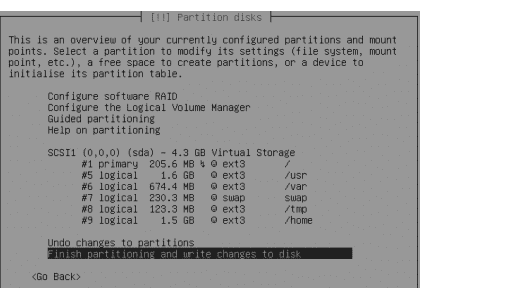 [!!] Partition disks
This is an overview of your currently configured partitions and mount
points. Select a partition to modify its settings (file system, mount
point, etc.), a free space to create partitions, or a device to
initialise its partition table.
Configure software RAID
Configure the Logical Volume Manager
Guided partitioning
Help on partitioning
SCSI1 (0,0,0) (sda) - 4.3 GB Virtual Storage
#1 primary 205.6 MB % @ ext3 /
#5 logical 1.6 GB @ ext3 /usr
#6 logical 674.4 MB @ ext3 /var
#7 logical 230.3 MB @ swap swap
#8 logical 123.3 MB @ ext3 /tmp
#9 logical 1.5 GB @ ext3 /home
Undo changes to partitions
Finish partitioning and write changes to disk
<Go Back>